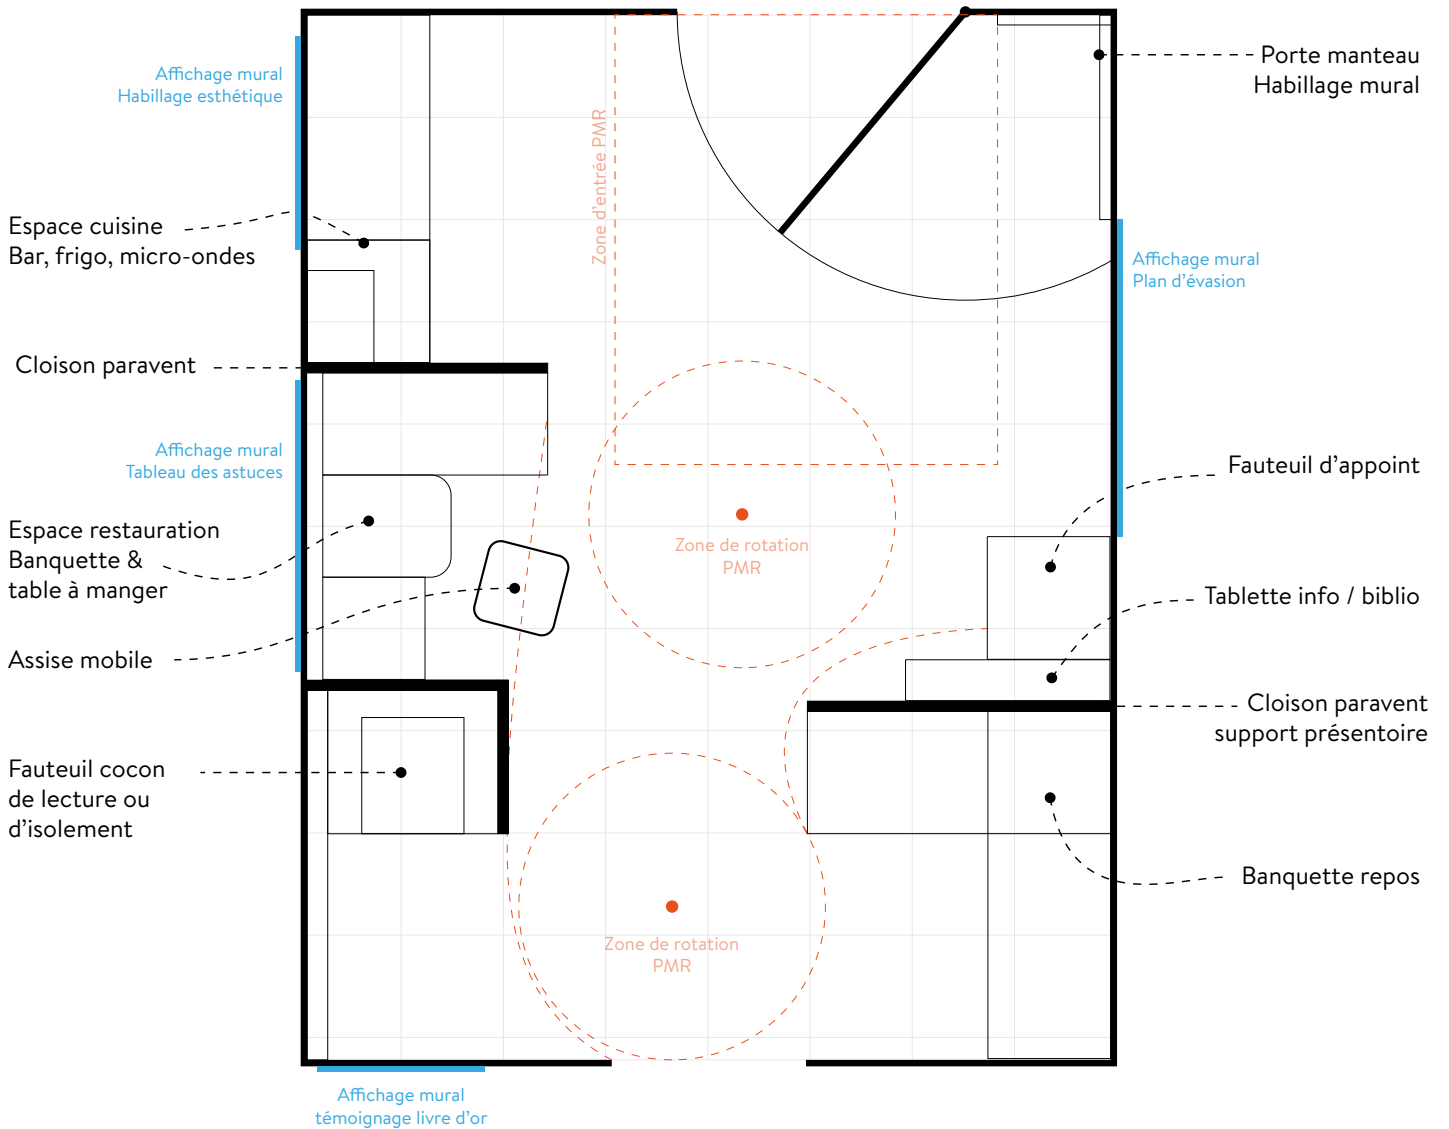 Affichage mural
Habillage esthétique
Espace cuisine
Bar, frigo, micro-ondes
Cloison paravent
Affichage mural
Tableau des astuces
Espace restauration
Banquette &
table à manger
Assise mobile
Fauteuil cocon
de lecture ou
d’isolement
Affichage mural
témoignage livre d’or
Zone d’entrée PMR
Zone de rotation
PMR
Zone de rotation
PMR
Porte manteau
Habillage mural
Affichage mural
Plan d’évasion
Fauteuil d’appoint
Tablette info / biblio
Cloison paravent
support présentoire
Banquette repos